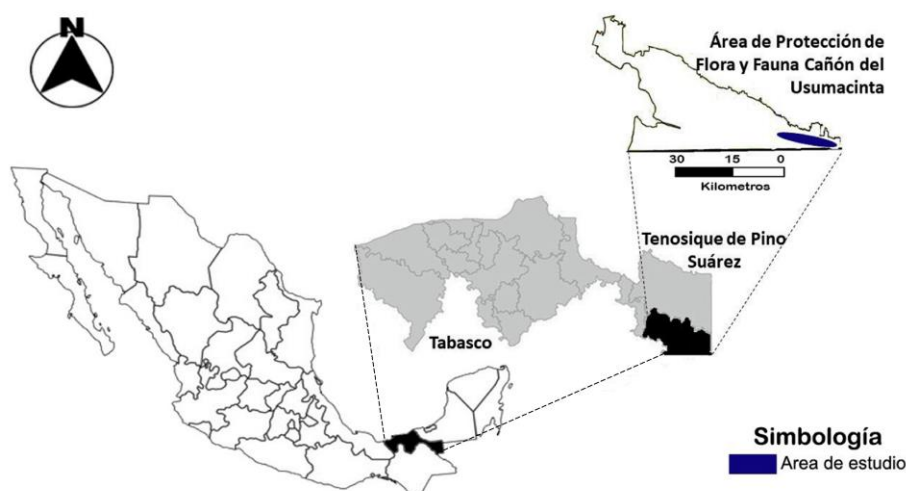 N
Área de Protección de
Flora y Fauna Cañón del
Usumacinta
30 15 0
Kilometros
Tenosique de Pino
Suárez
Tabasco
Simbología
Area de estudio